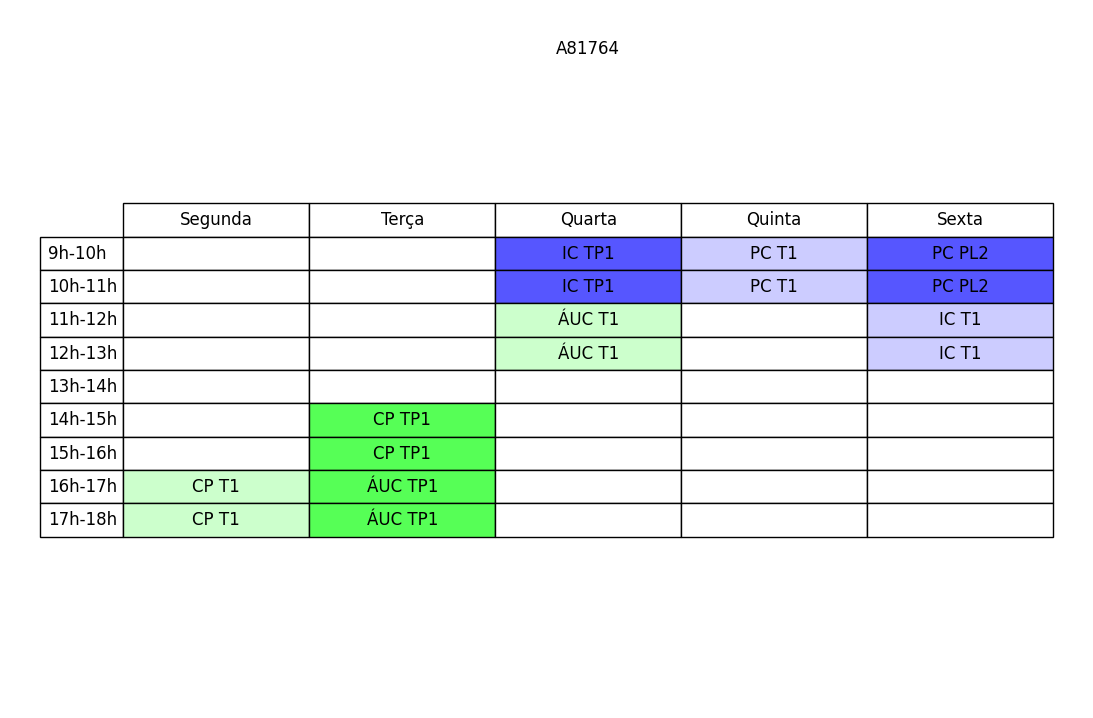 A81764
Segunda Terça Quarta Quinta Sexta
9h-10h IC TP1 PC T1 PC PL2
10h-11h IC TP1 PC T1 PC PL2
11h-12h ÁUC T1 IC T1
12h-13h ÁUC T1 IC T1
13h-14h
14h-15h CP TP1
15h-16h CP TP1
16h-17h CP T1 ÁUC TP1
17h-18h CP T1 ÁUC TP1